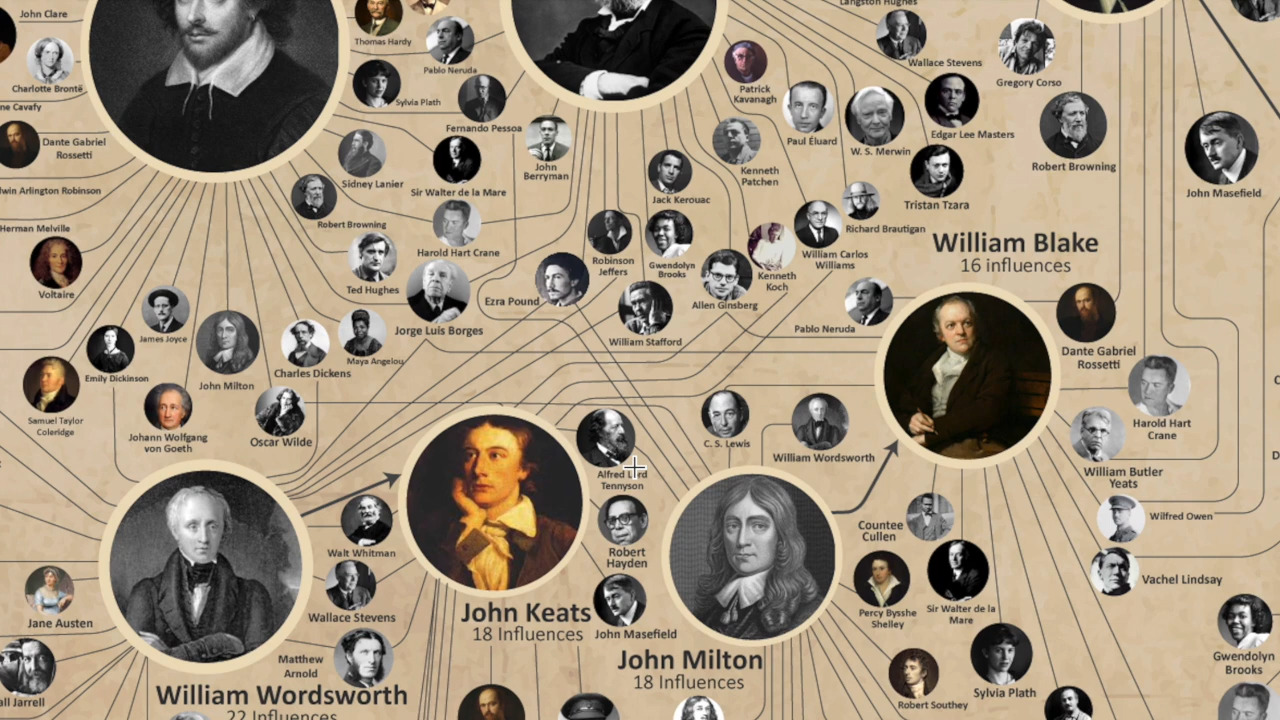 John Clare
Charlotte Brontë
ne Cavafy
Dante Gabriel
Rossetti
dwin Arlington Robinson
Herman Melville
Voltaire
Thomas Hardy
Pablo Neruda
Sylvia Plath
Fernando Pessoa
John
Berryman
Sidney Lanier
Sir Walter de la Mare
Robert Browning
Harold Hart Crane
Ted Hughes
Jorge Luis Borges
James Joyce
Emily Dickinson
John Milton
Charles Dickens
Maya Angelou
Samuel Taylor
Coleridge
Johann Wolfgang
von Goeth
Oscar Wilde
Langston Hughes
Wallace Stevens
Gregory Corso
Patrick
Kavanagh
Paul Eluard
W. S. Merwin
Edgar Lee Masters
Robert Browning
John Masefield
Kenneth
Patchen
Jack Kerouac
Tristan Tzara
Richard Brautigan
Robinson
Jeffers
Gwendolyn
Brooks
William Carlos
Williams
Kenneth
Koch
Ezra Pound
Allen Ginsberg
William Stafford
Pablo Neruda
William Blake
16 influences
Dante Gabriel
Rossetti
Harold Hart
Crane
William Butler
Yeats
Wilfred Owen
Vachel Lindsay
C. S. Lewis
William Wordsworth
Alfred Lord
Tennyson
Robert
Hayden
John Masefield
Walt Whitman
Wallace Stevens
Matthew
Arnold
Jane Austen
all Jarrell
William Wordsworth
22 Influences
John Keats
18 Influences
John Milton
18 Influences
Countee
Cullen
Percy Bysshe
Shelley
Sir Walter de la
Mare
Sylvia Plath
Robert Southey
Gwendolyn
Brooks